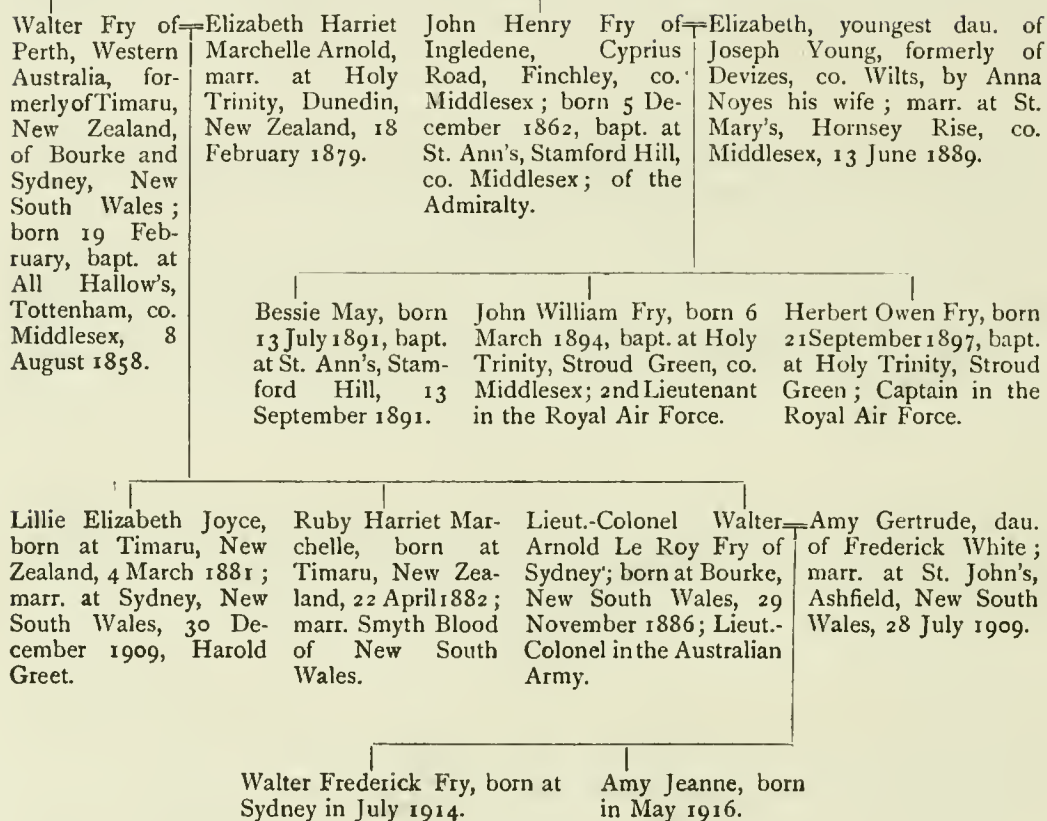 Walter Fry of
Perth, Western
Australia, for-
merly of Timaru,
New Zealand,
of Bourke and
Sydney, New
South Wales ;
born 19 Feb-
ruary, bapt. at
All Hallow's,
Tottenham, co.
Middlesex, 8
August 1858.
Elizabeth Harriet
Marchelle Arnold,
marr. at Holy
Trinity, Dunedin,
New Zealand, 18
February 1879.
John Henry Fry of
Ingledene, Cyprius
Road, Finchley, co.
Middlesex ; born 5 De-
cember 1862, bapt. at
St. Ann's, Stamford Hill,
co. Middlesex ; of the
Admiralty.
Elizabeth, youngest dau. of
Joseph Young, formerly of
Devizes, co. Wilts, by Anna
Noyes his wife ; marr. at St.
Mary's, Hornsey Rise, co.
Middlesex, 13 June 1889.
Bessie May, born
13 July 1891, bapt.
at St. Ann's, Stam-
ford Hill, 13
September 1891.
John William Fry, born 6
March 1894, bapt. at Holy
Trinity, Stroud Green, co.
Middlesex; 2nd Lieutenant
in the Royal Air Force.
Herbert Owen Fry, born
21 September 1897, bapt.
at Holy Trinity, Stroud
Green ; Captain in the
Royal Air Force.
Lillie Elizabeth Joyce,
born at Timaru, New
Zealand, 4 March 1881 ;
marr. at Sydney, New
South Wales, 30 De-
cember 1909, Harold
Greet.
Ruby Harriet Mar-
chelle, born at
Timaru, New Zea-
land, 22 April 1882 ;
marr. Smyth Blood
of New South
Wales.
Lieut.-Colonel Walter
Arnold Le Roy Fry of
Sydney ; born at Bourke,
New South Wales, 29
November 1886 ; Lieut.-
Colonel in the Australian
Army.
Amy Gertrude, dau.
of Frederick White ;
marr. at St. John's,
Ashfield, New South
Wales, 28 July 1909.
Walter Frederick Fry, born at
Sydney in July 1914.
Amy Jeanne, born
in May 1916.